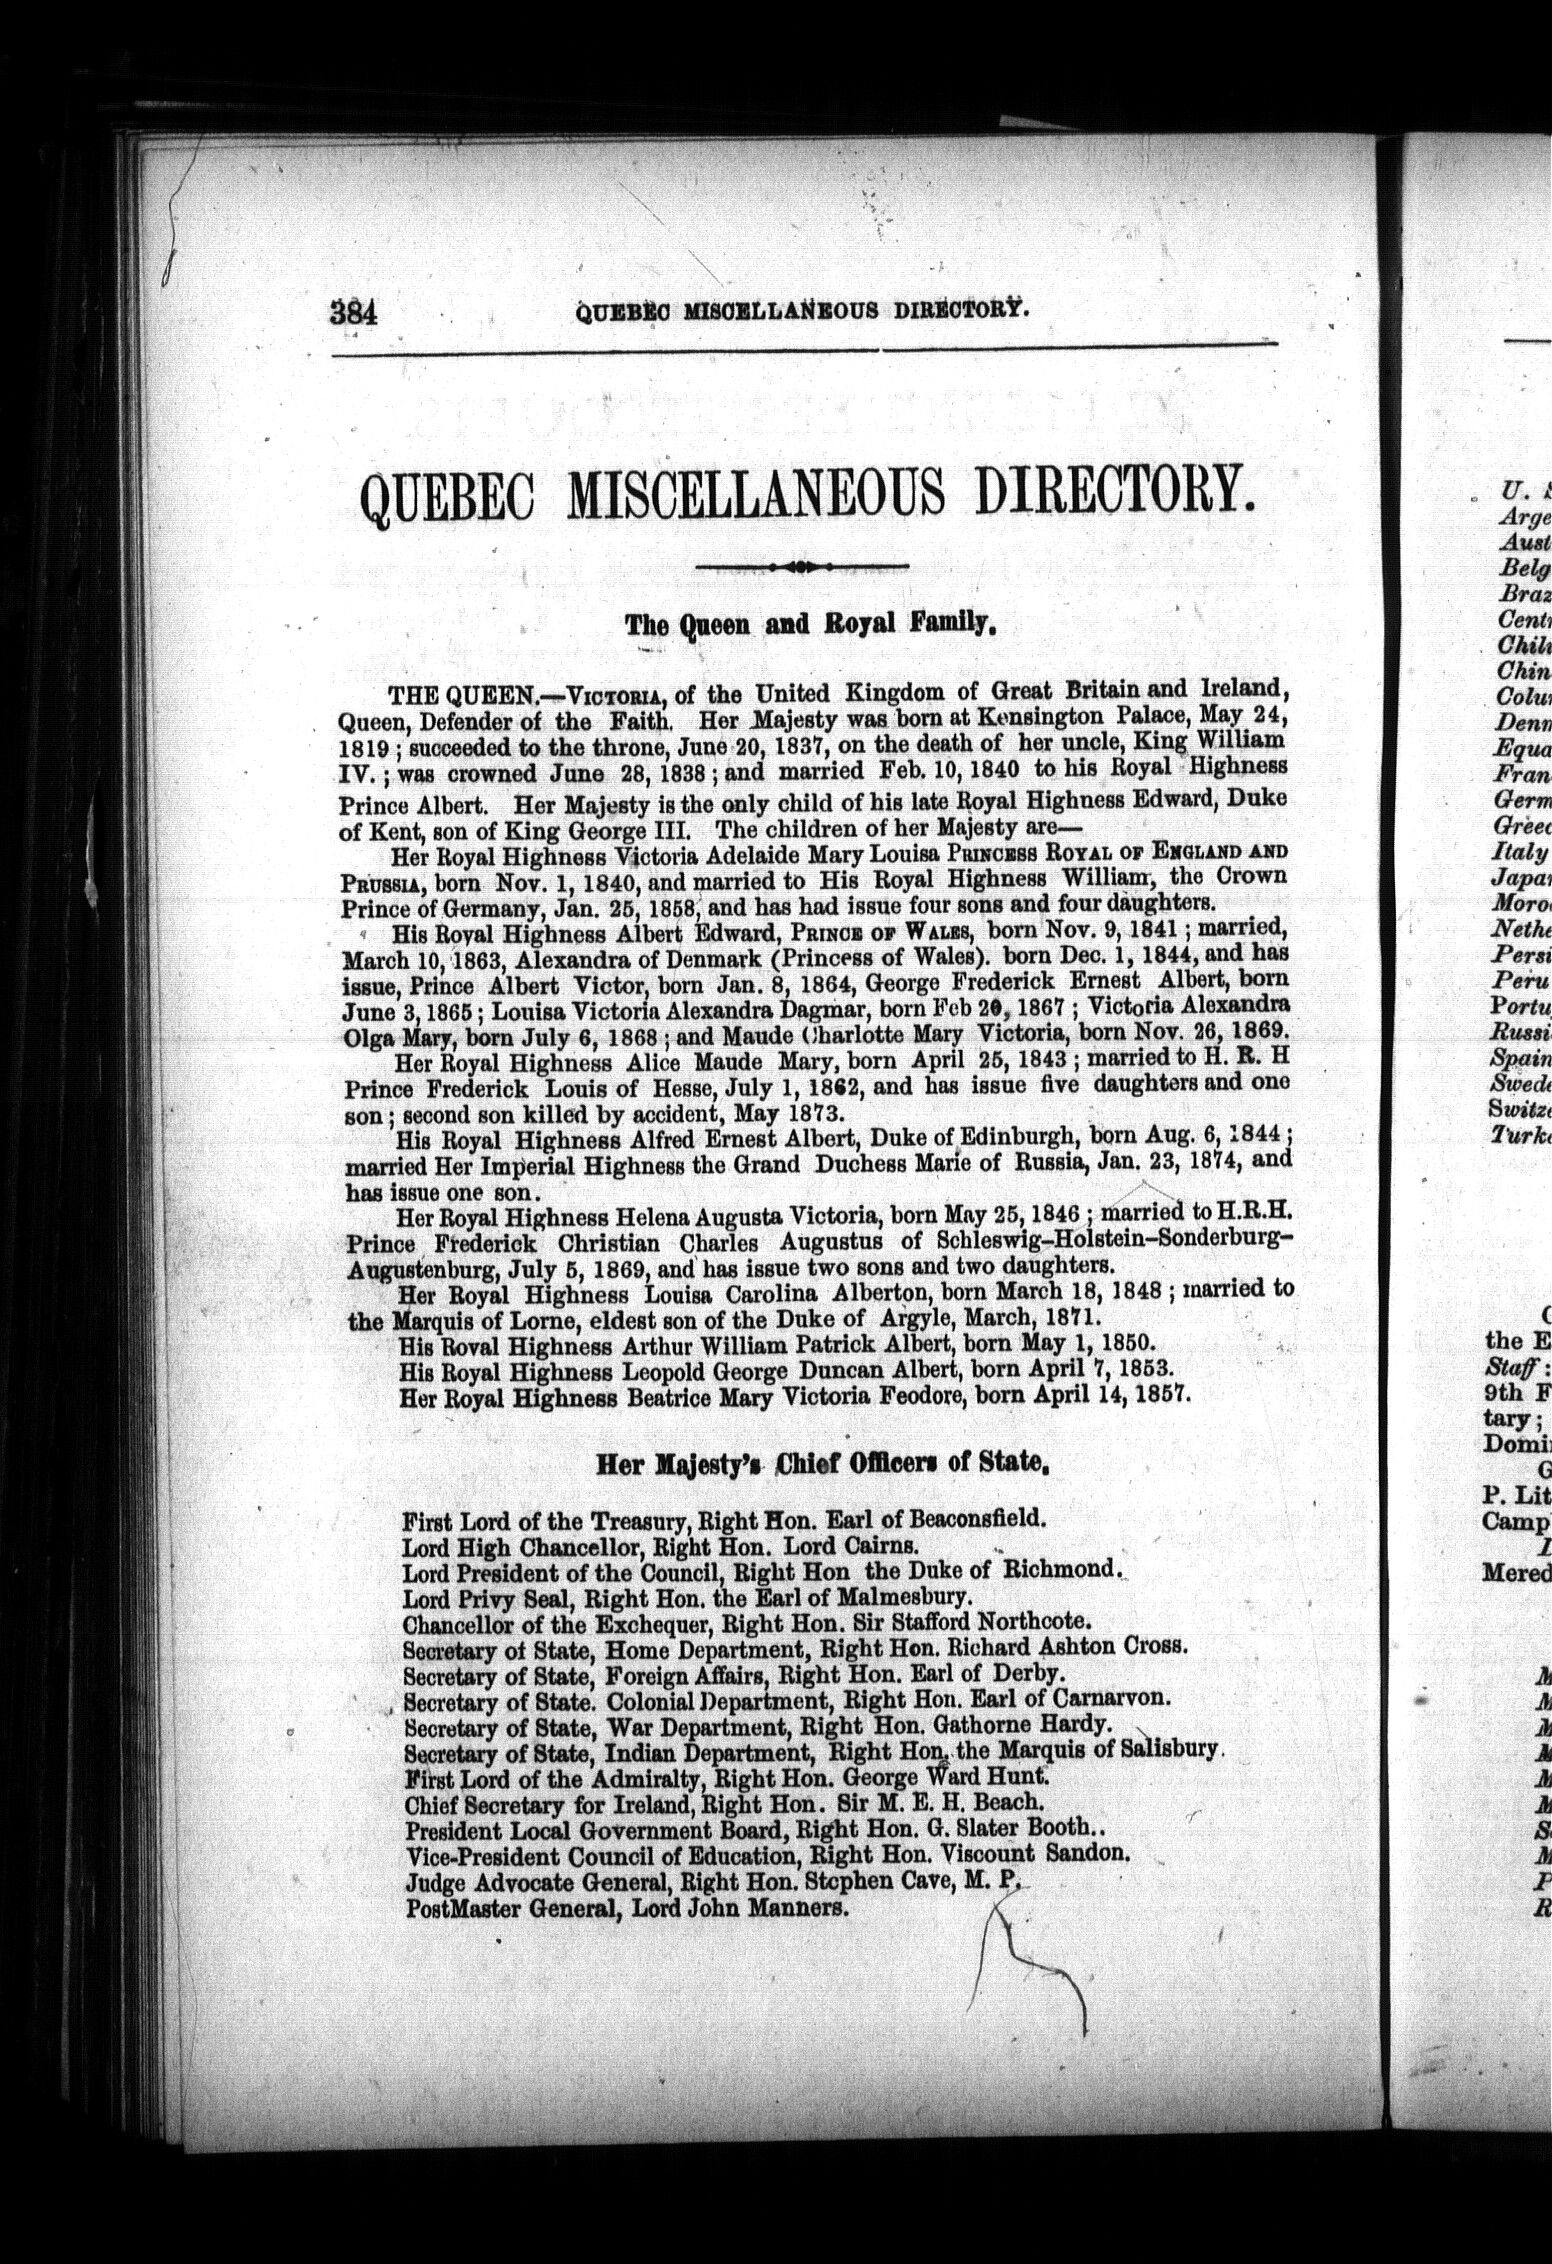 384 QUEBEC MISCELLANEOUS DIRECTORY.
QUEBEC MISCELLANEOUS DIRECTORY.
The Queen and Royal Family.
THE QUEEN.—VICTORIA, of the United Kingdom of Great Britain and Ireland,
Queen, Defender of the Faith. Her Majesty was born at Kensington Palace, May 24,
1819 ; succeeded to the throne, June 20, 1837, on the death of her uncle, King William
IV. ; was crowned June 28, 1838 ; and married Feb. 10, 1840 to his Royal Highness
Prince Albert. Her Majesty is the only child of his late Royal Highness Edward, Duke
of Kent, son of King George III. The children of her Majesty are—
Her Royal Highness Victoria Adelaide Mary Louisa PRINCESS ROYAL OF ENGLAND AND
PRUSSIA, born Nov. 1, 1840, and married to His Royal Highness William, the Crown
Prince of Germany, Jan. 25, 1858, and has had issue four sons and four daughters.
His Royal Highness Albert Edward, PRINCE OF WALES, born Nov. 9, 1841 ; married,
March 10, 1863, Alexandra of Denmark (Princess of Wales). born Dec. 1, 1844, and has
issue, Prince Albert Victor, born Jan. 8, 1864, George Frederick Ernest Albert, born
June 3, 1865 ; Louisa Victoria Alexandra Dagmar, born Feb 20, 1867 ; Victoria Alexandra
Olga Mary, born July 6, 1868 ; and Maude Charlotte Mary Victoria, born Nov. 26, 1869.
Her Royal Highness Alice Maude Mary, born April 25, 1843 ; married to H. R. H
Prince Frederick Louis of Hesse, July 1, 1862, and has issue five daughters and one
son ; second son killed by accident, May 1873.
His Royal Highness Alfred Ernest Albert, Duke of Edinburgh, born Aug. 6, 1844 ;
married Her Imperial Highness the Grand Duchess Marie of Russia, Jan. 23, 1874, and
has issue one son.
Her Royal Highness Helena Augusta Victoria, born May 25, 1846 ; married to H.R.H.
Prince Frederick Christian Charles Augustus of Schleswig-Holstein-Sonderburg-
Augustenburg, July 5, 1869, and has issue two sons and two daughters.
Her Royal Highness Louisa Carolina Alberton, born March 18, 1848 ; married to
the Marquis of Lorne, eldest son of the Duke of Argyle, March, 1871.
His Royal Highness Arthur William Patrick Albert, born May 1, 1850.
His Royal Highness Leopold George Duncan Albert, born April 7, 1853.
Her Royal Highness Beatrice Mary Victoria Feodore, born April 14, 1857.
Her Majesty's Chief Officers of State.
First Lord of the Treasury, Right Hon. Earl of Beaconsfield.
Lord High Chancellor, Right Hon. Lord Cairns.
Lord President of the Council, Right Hon the Duke of Richmond.
Lord Privy Seal, Right Hon. the Earl of Malmesbury.
Chancellor of the Exchequer, Right Hon. Sir Stafford Northcote.
Secretary of State, Home Department, Right Hon. Richard Ashton Cross.
Secretary of State, Foreign Affairs, Right Hon. Earl of Derby.
Secretary of State. Colonial Department, Right Hon. Earl of Carnarvon.
Secretary of State, War Department, Right Hon. Gathorne Hardy.
Secretary of State, Indian Department, Right Hon. the Marquis of Salisbury.
First Lord of the Admiralty, Right Hon. George Ward Hunt.
Chief Secretary for Ireland, Right Hon. Sir M. E. H. Beach.
President Local Government Board, Right Hon. G. Slater Booth..
Vice-President Council of Education, Right Hon. Viscount Sandon.
Judge Advocate General, Right Hon. Stephen Cave, M. P.
PostMaster General, Lord John Manners.
U.
Italy
Peru
Spain
the E
Staff :
9th F
tary ;
P. Lit